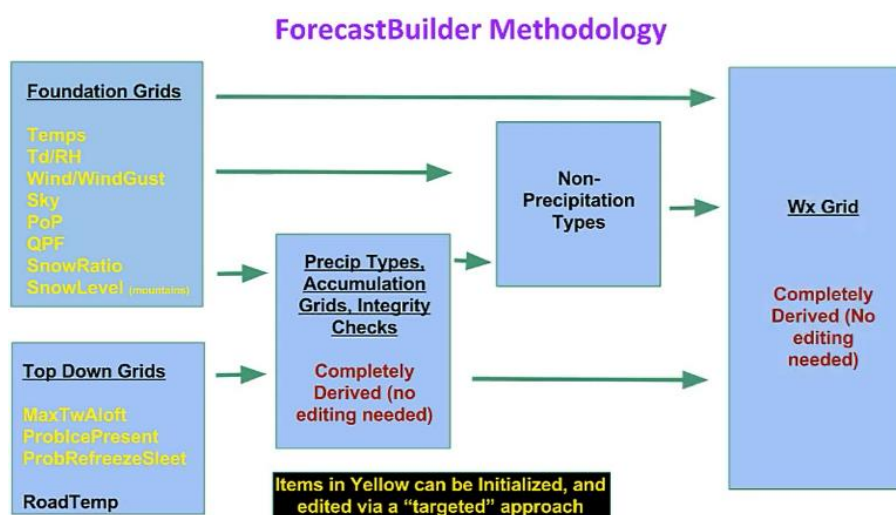 ForecastBuilder Methodology
Foundation Grids
Temps
Td/RH
Wind/WindGust
Sky
PoP
QPF
SnowRatio
SnowLevel (mountains)
Top Down Grids
MaxTwAloft
ProbIcePresent
ProbRefreezeSleet
RoadTemp
Precip Types,
Accumulation
Grids, Integrity
Checks
Completely
Derived (no
editing needed)
Non-
Precipitation
Types
Wx Grid
Completely
Derived (No
editing
needed)
Items in Yellow can be Initialized, and
edited via a “targeted” approach